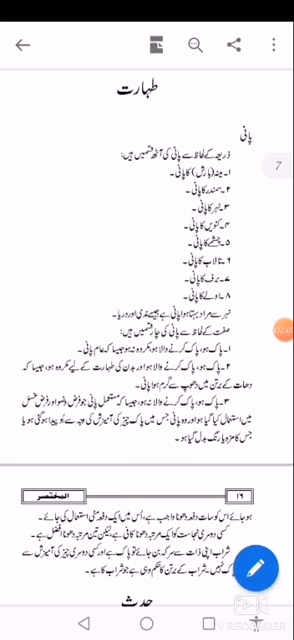 طہارت
پانی
ذریعہ کے لحاظ سے پانی کی آٹھ قسمیں ہیں:
۱۔ مینہ (بارش) کا پانی۔
۲۔ سمندر کا پانی۔
۳۔ نہر کا پانی۔
۴۔ کنویں کا پانی۔
۵۔ چشمے کا پانی۔
۶۔ تالاب کا پانی۔
۷۔ برف کا پانی۔
۸۔ اولے کا پانی۔
نہر سے مراد بہتا ہوا پانی ہے جیسے ندی اور دریا۔
صفت کے لحاظ سے پانی کی چار قسمیں ہیں:
۱۔ پاک ہو، پاک کرنے والا ہو، مکروہ نہ ہو جیسا کہ عام پانی۔
۲۔ پاک ہو، پاک کرنے والا ہو اور بدن کی طہارت کے لیے مکروہ ہو، جیسا کہ
دھات کے برتن میں دھوپ سے گرم ہوا پانی۔
۳۔ پاک ہو، پاک کرنے والا نہ ہو، جیسا کہ مستعمل پانی جو فرض وضو اور فرض غسل
میں استعمال کیا گیا ہو اور وہ پانی جس میں پاک چیز کی آمیزش کی وجہ سے بُو پیدا ہو گئی ہو یا
جس کا مزہ یا رنگ بدل گیا ہو۔
7
المختصر
۱۶
ہو جائے اس کو سات دفعہ دھونا واجب ہے، اُس میں ایک دفعہ مٹی استعمال کی جائے۔
کسی دوسری نجاست کو ایک مرتبہ دھونا کافی ہے، لیکن تین مرتبہ دھونا افضل ہے۔
شراب اپنی ذات سے سرکہ بن جائے تو پاک ہے اور کسی دوسری چیز کی آمیزش سے
پاک نہیں۔ شراب کے برتن کا حکم وہی ہے جو شراب کا ہے۔
حدث